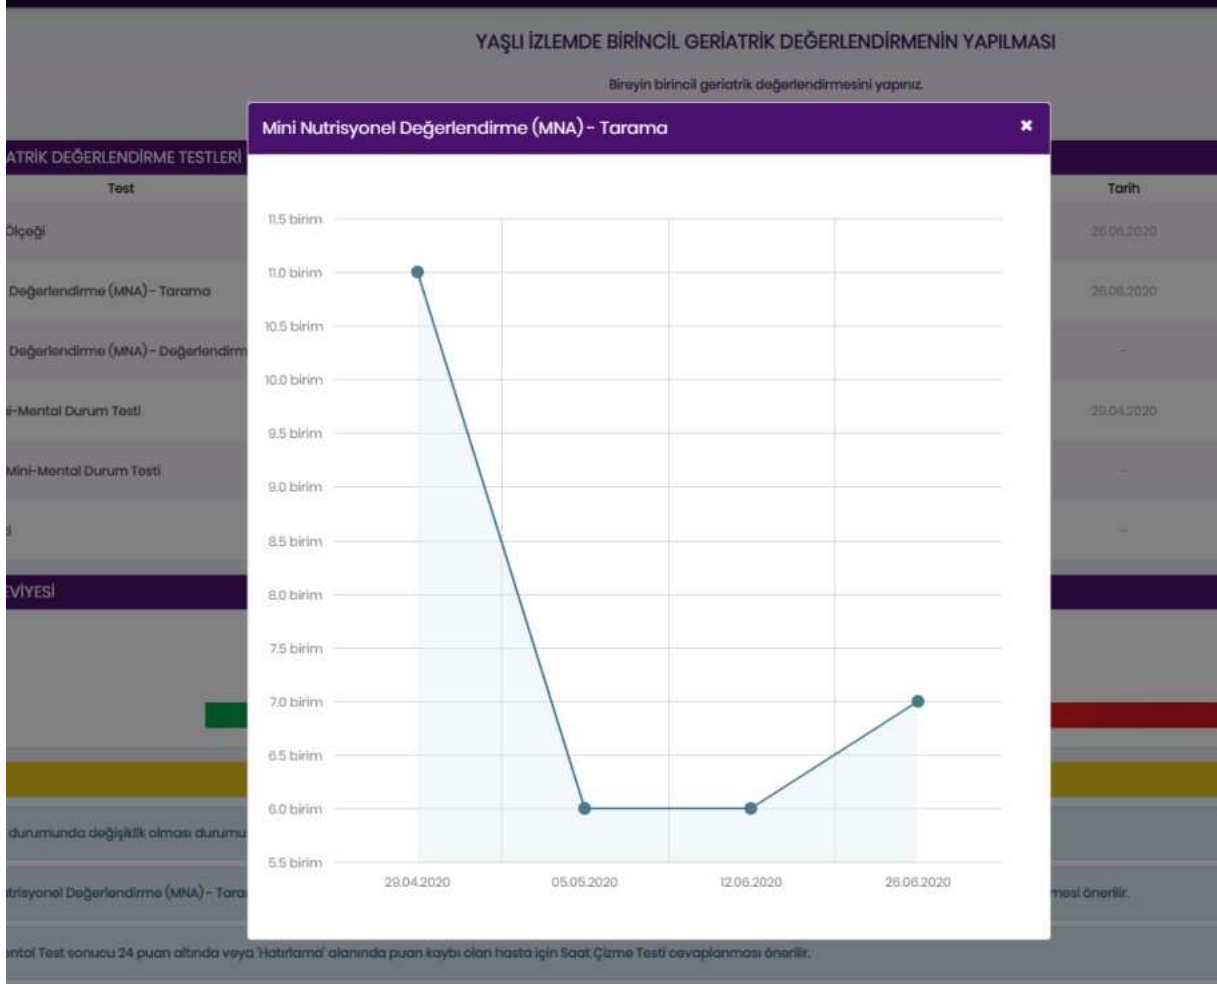 YAŞLI İZLEMDE BİRİNCİL GERİATRİK DEĞERLENDİRMENİN YAPILMASI
Bireyin birincil geriatrik değerlendirmesini yapınız.
Mini Nutrisyonel Değerlendirme (MNA) - Tarama ×
ATRİK DEĞERLENDİRME TESTLERİ
Test Tarih
Ölçeği 26.06.2020
Değerlendirme (MNA) - Tarama 26.06.2020
Değerlendirme (MNA) - Değerlendirm -
i-Mental Durum Testi 29.04.2020
Mini-Mental Durum Testi -
-
EVİYESİ
11.5 birim
11.0 birim
10.5 birim
10.0 birim
9.5 birim
9.0 birim
8.5 birim
8.0 birim
7.5 birim
7.0 birim
6.5 birim
6.0 birim
5.5 birim
29.04.2020 05.05.2020 12.06.2020 26.06.2020
durumunda değişiklik olması durumu
trisyonel Değerlendirme (MNA) - Tara mesi önerilir.
ental Test sonucu 24 puan altında veya 'Hatırlama' alanında puan kaybı olan hasta için Saat Çizme Testi cevaplanması önerilir.